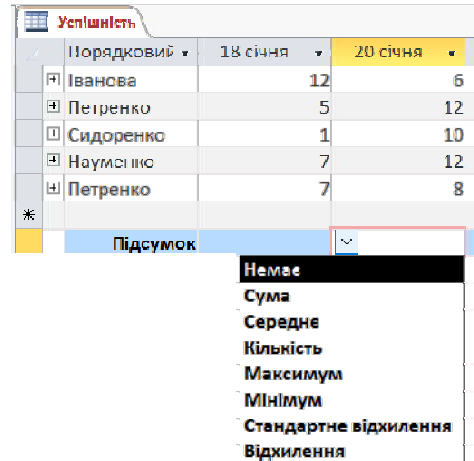 Успішність
Порядковий 18 січня 20 січня
Іванова 12 6
Петренко 5 12
Сидоренко 1 10
Науменко 7 12
Петренко 7 8
Підсумок
Немає
Сума
Середнє
Кількість
Максимум
Мінімум
Стандартне відхилення
Відхилення